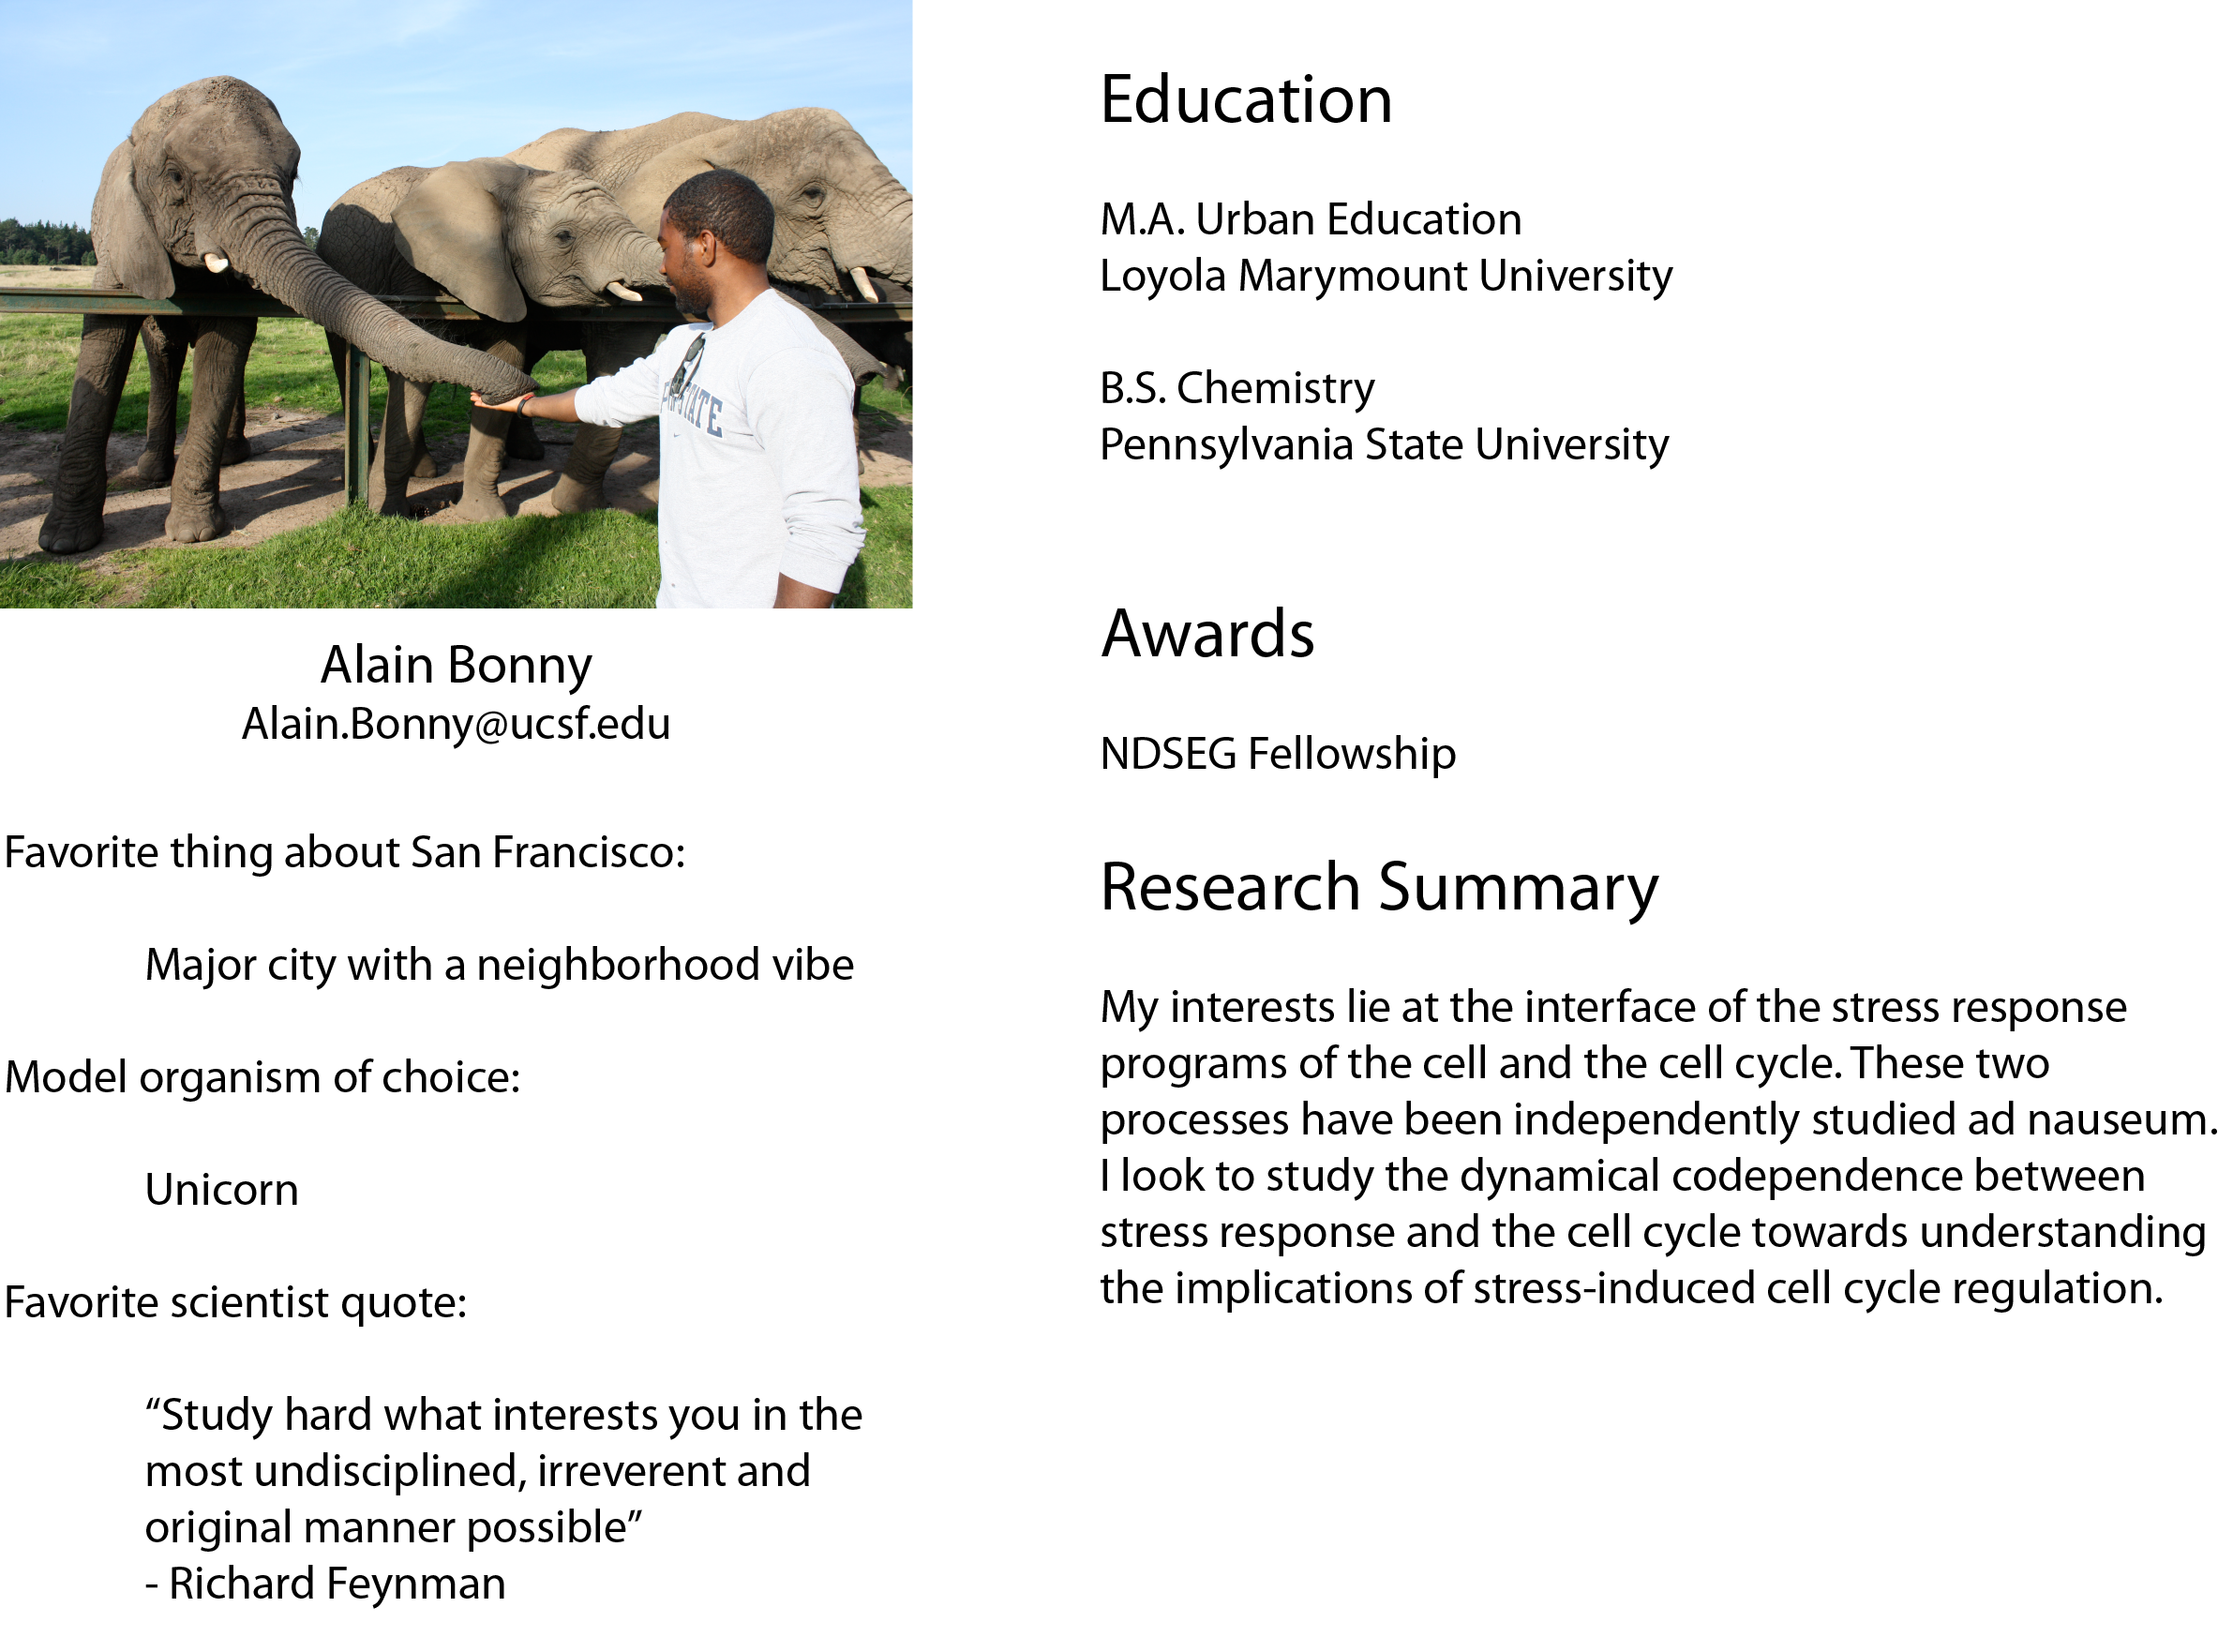 STATE
Alain Bonny
Alain.Bonny@ucsf.edu
Favorite thing about San Francisco:
Major city with a neighborhood vibe
Model organism of choice:
Unicorn
Favorite scientist quote:
“Study hard what interests you in the
most undisciplined, irreverent and
original manner possible”
- Richard Feynman
Education
M.A. Urban Education
Loyola Marymount University
B.S. Chemistry
Pennsylvania State University
Awards
NDSEG Fellowship
Research Summary
My interests lie at the interface of the stress response
programs of the cell and the cell cycle. These two
processes have been independently studied ad nauseum.
I look to study the dynamical codependence between
stress response and the cell cycle towards understanding
the implications of stress-induced cell cycle regulation.